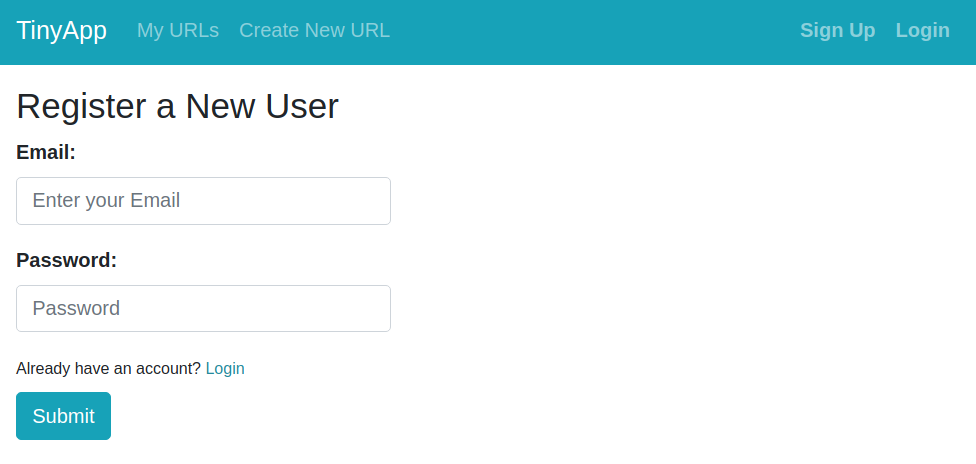 TinyApp My URLs Create New URL Sign Up Login
Register a New User
Email:
Enter your Email
Password:
Password
Already have an account? Login
Submit